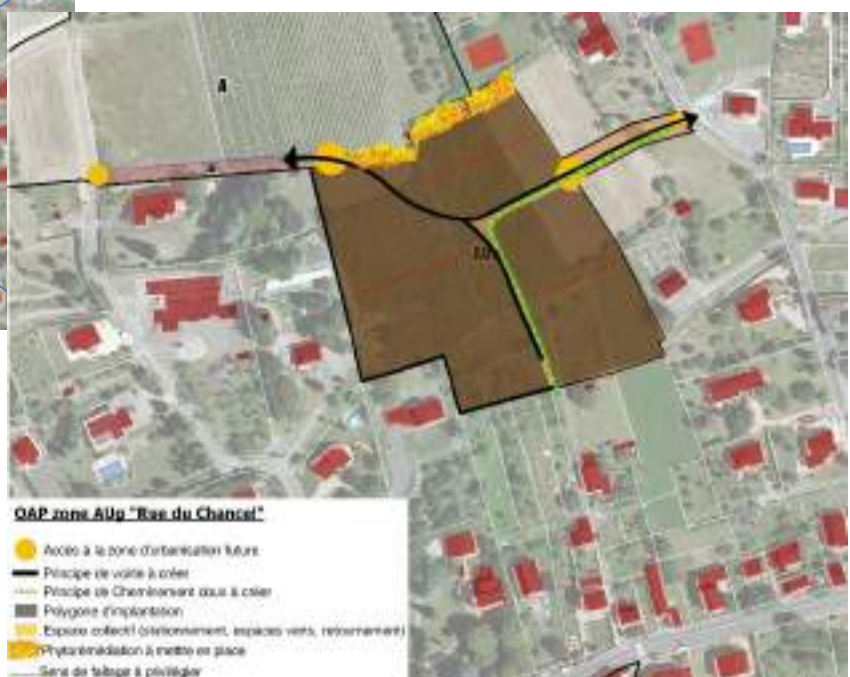 A
AU
OAP zone AUg "Rue du Chancel"
Accès à la zone d'urbanisation future
Principe de voirie à créer
Principe de Cheminement doux à créer
Polygone d'implantation
Espace collectif (stationnement, espaces verts, retournement)
Phytoremédiation à mettre en place
Sens de faîtage à privilégier